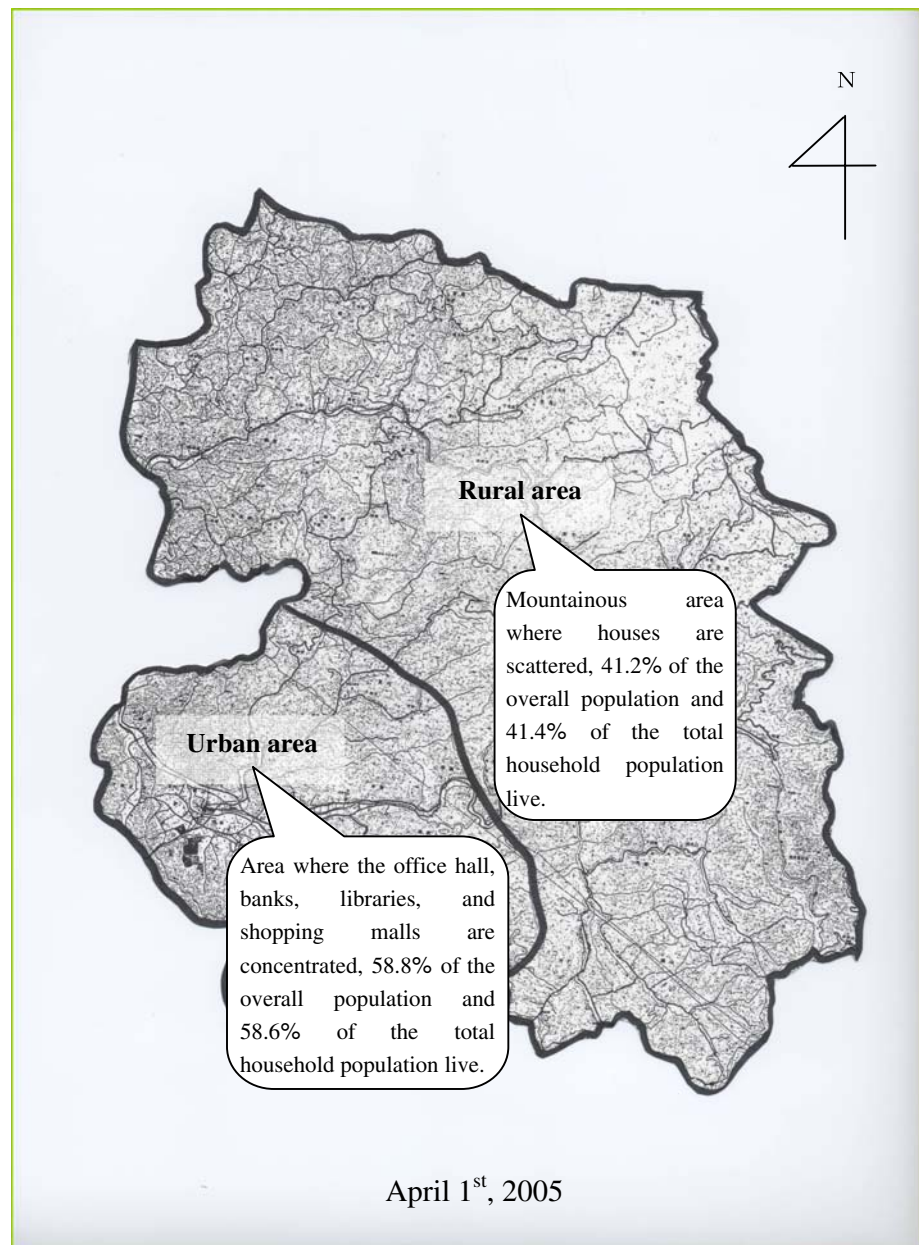 N
Rural area
Mountainous area
where houses are
scattered, 41.2% of the
overall population and
41.4% of the total
household population
live.
Urban area
Area where the office hall,
banks, libraries, and
shopping malls are
concentrated, 58.8% of the
overall population and
58.6% of the total
household population live.
April 1st, 2005